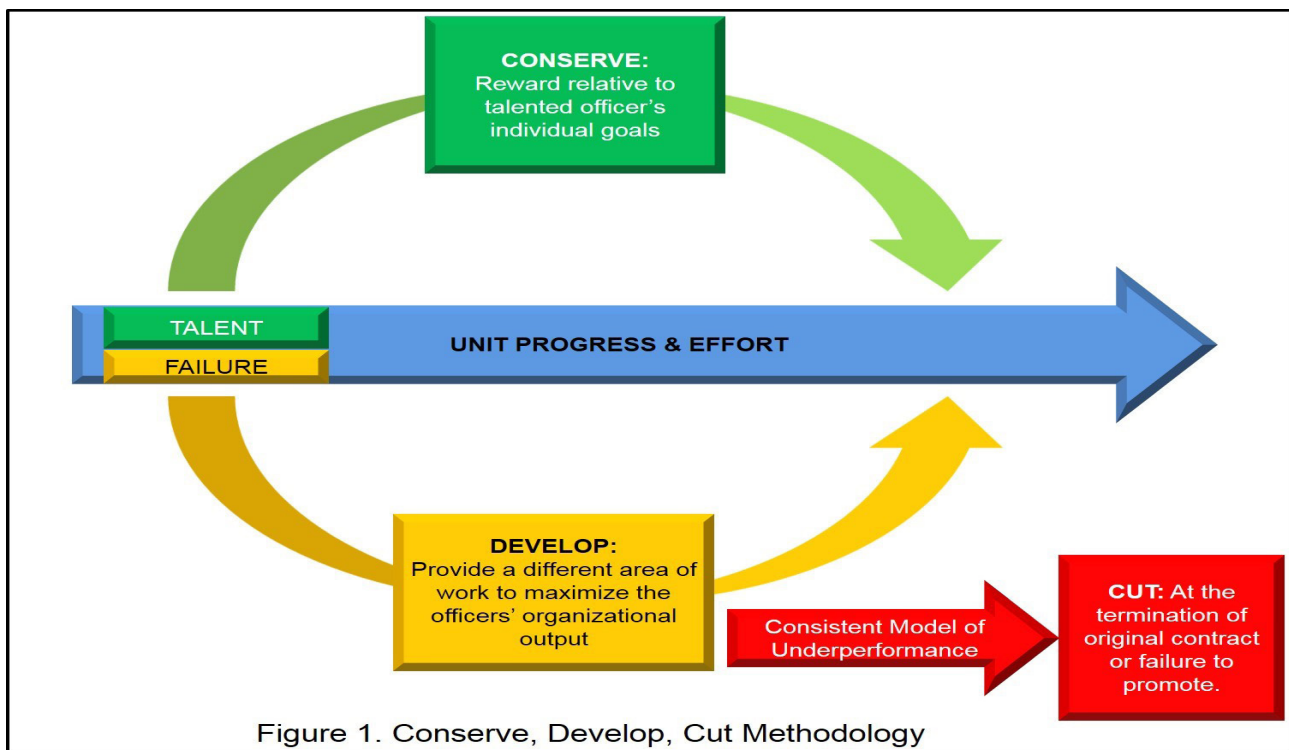 CONSERVE:
Reward relative to
talented officer's
individual goals
TALENT
FAILURE
UNIT PROGRESS & EFFORT
DEVELOP:
Provide a different area of
work to maximize the
officers' organizational
output
Consistent Model of
Underperformance
CUT: At the
termination of
original contract
or failure to
promote.
Figure 1. Conserve, Develop, Cut Methodology